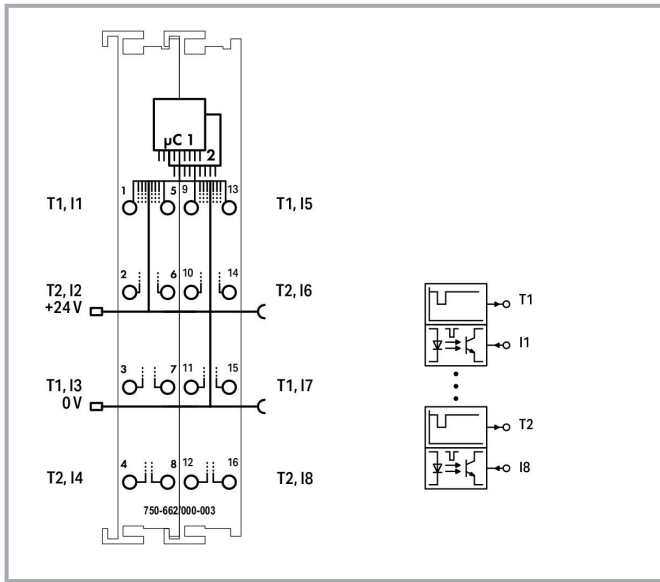 µC 1
2
1 5 9 13
T1, I1 T1, I5
2 6 10 14
T2, I2 T2, I6
+24 V
3 7 11 15
T1, I3 T1, I7
0 V
4 8 12 16
T2, I4 T2, I8
750-662/000-003
T1
I1
T2
I8